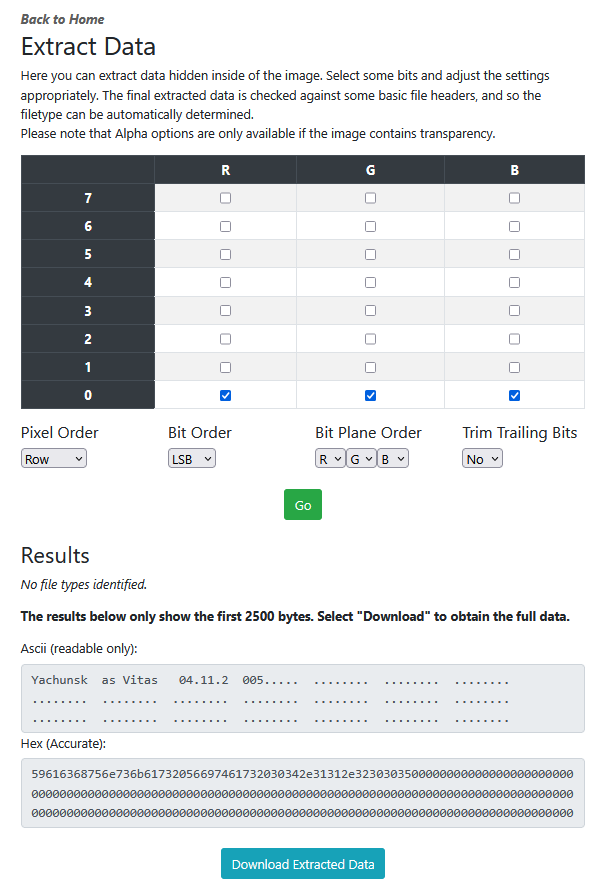 Back to Home
Extract Data
Here you can extract data hidden inside of the image. Select some bits and adjust the settings
appropriately. The final extracted data is checked against some basic file headers, and so the
filetype can be automatically determined.
Please note that Alpha options are only available if the image contains transparency.
R G B
7
6
5
4
3
2
1
0
Pixel Order Bit Order Bit Plane Order Trim Trailing Bits
Row LSB R G B No
Go
Results
No file types identified.
The results below only show the first 2500 bytes. Select "Download" to obtain the full data.
Ascii (readable only):
Yachunsk  as Vitas   04.11.2  005.....  ........  ........  ........
........  ........  ........  ........  ........  ........  ........
........  ........  ........  ........  ........  ........  ........
Hex (Accurate):
59616368756e736b61732056697461732030342e31312e3230303500000000000000000000000
00000000000000000000000000000000000000000000000000000000000000000000000000000
00000000000000000000000000000000000000000000000000000000000000000000000000000
Download Extracted Data